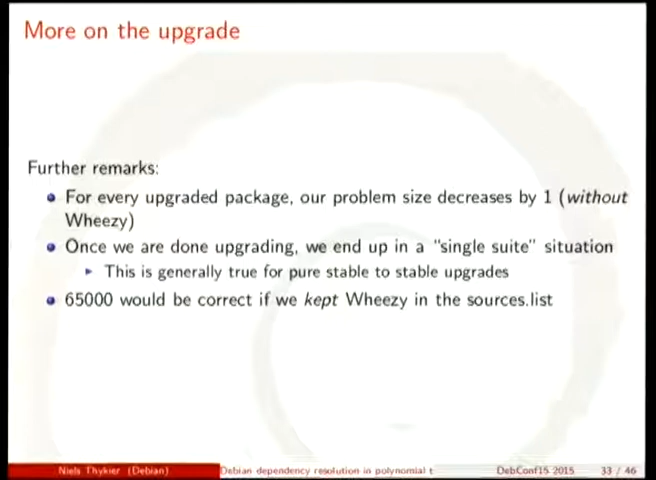 More on the upgrade
Further remarks:
For every upgraded package, our problem size decreases by 1 (without
Wheezy)
Once we are done upgrading, we end up in a "single suite" situation
This is generally true for pure stable to stable upgrades
65000 would be correct if we kept Wheezy in the sources.list
Niels Thykier (Debian) Debian dependency resolution in polynomial t DebConf15 2015 33 / 46